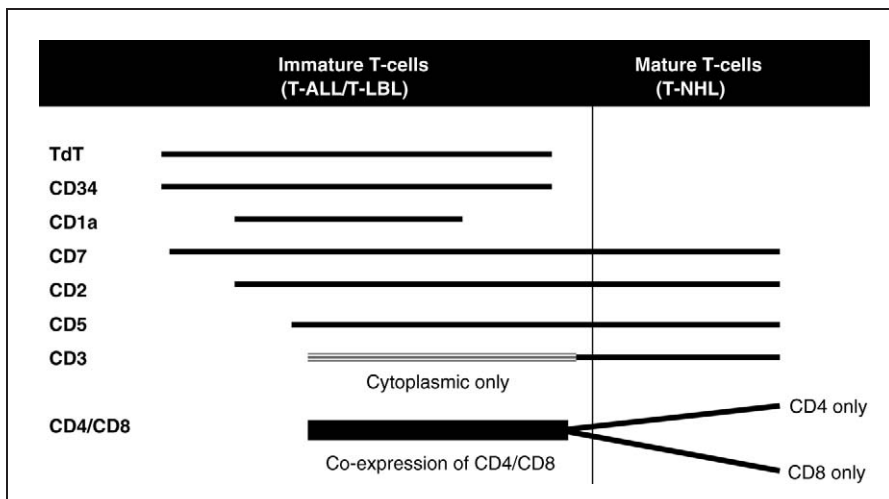 Immature T-cells
(T-ALL/T-LBL)
Mature T-cells
(T-NHL)
TdT
CD34
CD1a
CD7
CD2
CD5
CD3
Cytoplasmic only
CD4/CD8
CD4 only
Co-expression of CD4/CD8
CD8 only